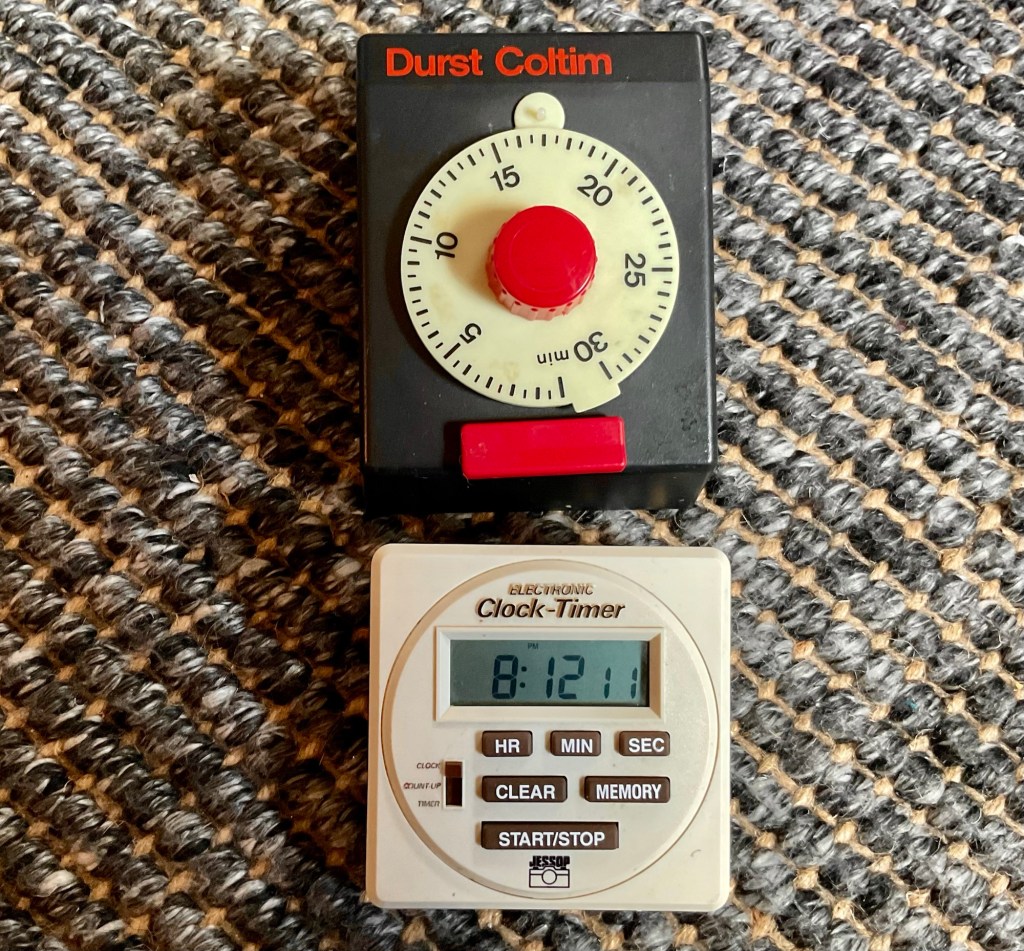 Durst Coltim
15
20
10
25
5
30
min
ELECTRONIC
Clock-Timer
PM
8:12 11
HR MIN SEC
CLOCK
COUNT-UP
TIMER
CLEAR MEMORY
START/STOP
JESSOP